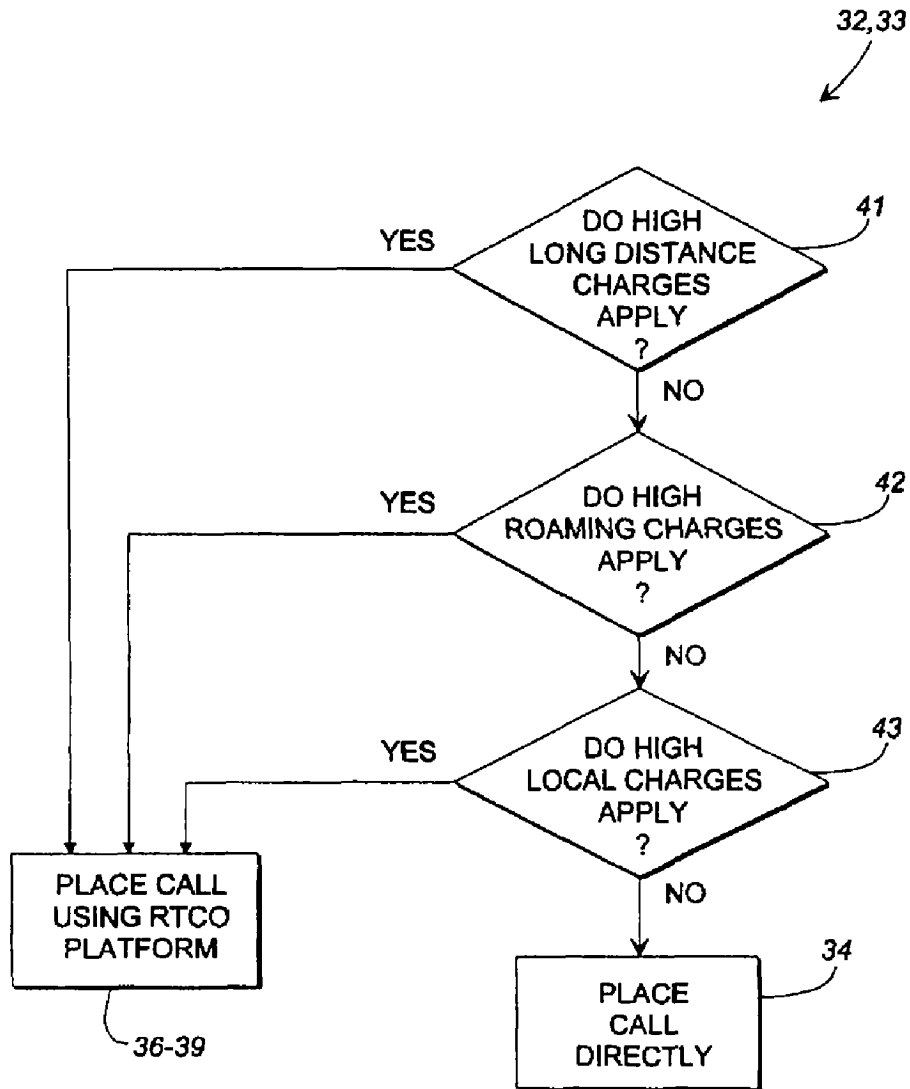 32,33
41
YES
DO HIGH
LONG DISTANCE
CHARGES
APPLY
?
NO
42
YES
DO HIGH
ROAMING CHARGES
APPLY
?
NO
43
YES
DO HIGH
LOCAL CHARGES
APPLY
?
NO
PLACE CALL
USING RTCO
PLATFORM
36-39
34
PLACE
CALL
DIRECTLY